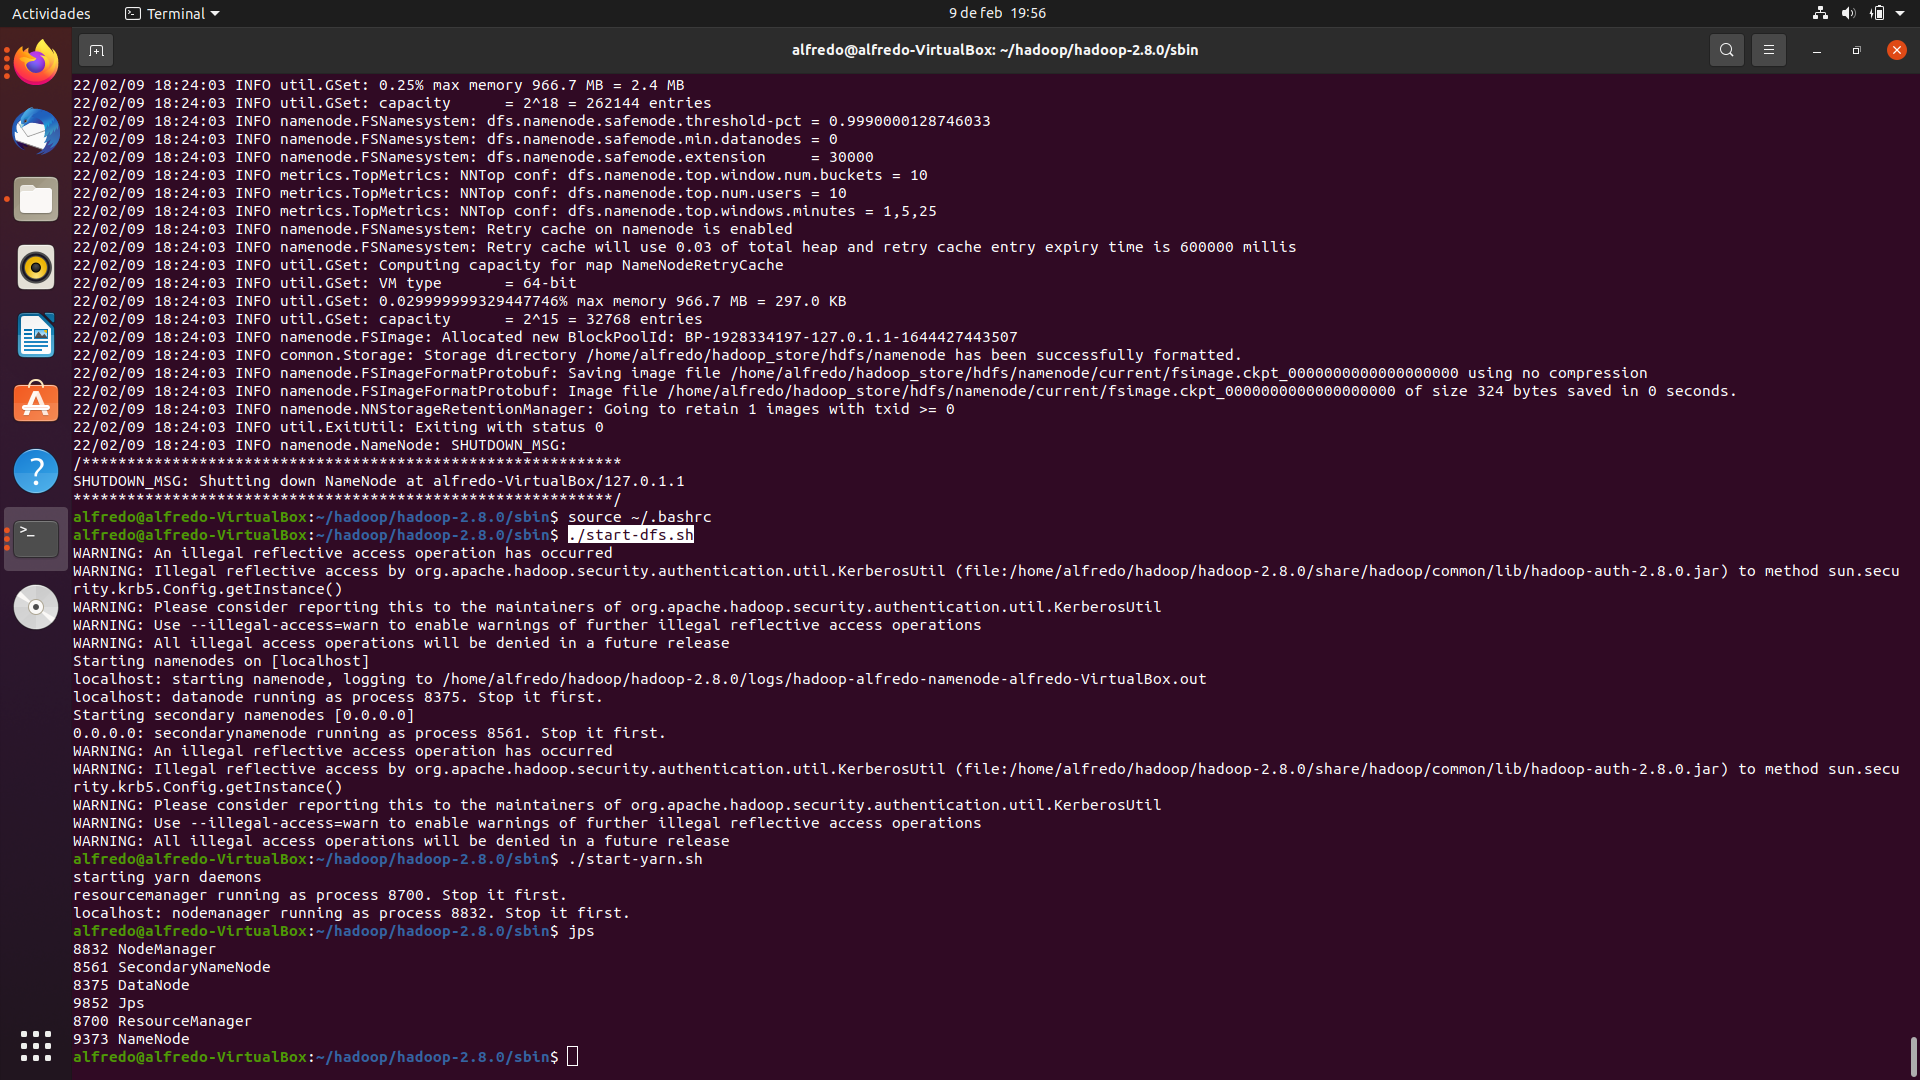 Actividades
Terminal
9 de feb 19:56
alfredo@alfredo-VirtualBox: ~/hadoop/hadoop-2.8.0/sbin
22/02/09 18:24:03 INFO util.GSet: 0.25% max memory 966.7 MB = 2.4 MB
22/02/09 18:24:03 INFO util.GSet: capacity      = 2^18 = 262144 entries
22/02/09 18:24:03 INFO namenode.FSNamesystem: dfs.namenode.safemode.threshold-pct = 0.9990000128746033
22/02/09 18:24:03 INFO namenode.FSNamesystem: dfs.namenode.safemode.min.datanodes = 0
22/02/09 18:24:03 INFO namenode.FSNamesystem: dfs.namenode.safemode.extension     = 30000
22/02/09 18:24:03 INFO metrics.TopMetrics: NNTop conf: dfs.namenode.top.window.num.buckets = 10
22/02/09 18:24:03 INFO metrics.TopMetrics: NNTop conf: dfs.namenode.top.num.users = 10
22/02/09 18:24:03 INFO metrics.TopMetrics: NNTop conf: dfs.namenode.top.windows.minutes = 1,5,25
22/02/09 18:24:03 INFO namenode.FSNamesystem: Retry cache on namenode is enabled
22/02/09 18:24:03 INFO namenode.FSNamesystem: Retry cache will use 0.03 of total heap and retry cache entry expiry time is 600000 millis
22/02/09 18:24:03 INFO util.GSet: Computing capacity for map NameNodeRetryCache
22/02/09 18:24:03 INFO util.GSet: VM type       = 64-bit
22/02/09 18:24:03 INFO util.GSet: 0.029999999329447746% max memory 966.7 MB = 297.0 KB
22/02/09 18:24:03 INFO util.GSet: capacity      = 2^15 = 32768 entries
22/02/09 18:24:03 INFO namenode.FSImage: Allocated new BlockPoolId: BP-1928334197-127.0.1.1-1644427443507
22/02/09 18:24:03 INFO common.Storage: Storage directory /home/alfredo/hadoop_store/hdfs/namenode has been successfully formatted.
22/02/09 18:24:03 INFO namenode.FSImageFormatProtobuf: Saving image file /home/alfredo/hadoop_store/hdfs/namenode/current/fsimage.ckpt_0000000000000000000 using no compression
22/02/09 18:24:03 INFO namenode.FSImageFormatProtobuf: Image file /home/alfredo/hadoop_store/hdfs/namenode/current/fsimage.ckpt_0000000000000000000 of size 324 bytes saved in 0 seconds.
22/02/09 18:24:03 INFO namenode.NNStorageRetentionManager: Going to retain 1 images with txid >= 0
22/02/09 18:24:03 INFO util.ExitUtil: Exiting with status 0
22/02/09 18:24:03 INFO namenode.NameNode: SHUTDOWN_MSG:
/************************************************************
SHUTDOWN_MSG: Shutting down NameNode at alfredo-VirtualBox/127.0.1.1
************************************************************/
alfredo@alfredo-VirtualBox:~/hadoop/hadoop-2.8.0/sbin$ source ~/.bashrc
alfredo@alfredo-VirtualBox:~/hadoop/hadoop-2.8.0/sbin$ ./start-dfs.sh
WARNING: An illegal reflective access operation has occurred
WARNING: Illegal reflective access by org.apache.hadoop.security.authentication.util.KerberosUtil (file:/home/alfredo/hadoop/hadoop-2.8.0/share/hadoop/common/lib/hadoop-auth-2.8.0.jar) to method sun.secu
rity.krb5.Config.getInstance()
WARNING: Please consider reporting this to the maintainers of org.apache.hadoop.security.authentication.util.KerberosUtil
WARNING: Use --illegal-access=warn to enable warnings of further illegal reflective access operations
WARNING: All illegal access operations will be denied in a future release
Starting namenodes on [localhost]
localhost: starting namenode, logging to /home/alfredo/hadoop/hadoop-2.8.0/logs/hadoop-alfredo-namenode-alfredo-VirtualBox.out
localhost: datanode running as process 8375. Stop it first.
Starting secondary namenodes [0.0.0.0]
0.0.0.0: secondarynamenode running as process 8561. Stop it first.
WARNING: An illegal reflective access operation has occurred
WARNING: Illegal reflective access by org.apache.hadoop.security.authentication.util.KerberosUtil (file:/home/alfredo/hadoop/hadoop-2.8.0/share/hadoop/common/lib/hadoop-auth-2.8.0.jar) to method sun.secu
rity.krb5.Config.getInstance()
WARNING: Please consider reporting this to the maintainers of org.apache.hadoop.security.authentication.util.KerberosUtil
WARNING: Use --illegal-access=warn to enable warnings of further illegal reflective access operations
WARNING: All illegal access operations will be denied in a future release
alfredo@alfredo-VirtualBox:~/hadoop/hadoop-2.8.0/sbin$ ./start-yarn.sh
starting yarn daemons
resourcemanager running as process 8700. Stop it first.
localhost: nodemanager running as process 8832. Stop it first.
alfredo@alfredo-VirtualBox:~/hadoop/hadoop-2.8.0/sbin$ jps
8832 NodeManager
8561 SecondaryNameNode
8375 DataNode
9852 Jps
8700 ResourceManager
9373 NameNode
alfredo@alfredo-VirtualBox:~/hadoop/hadoop-2.8.0/sbin$